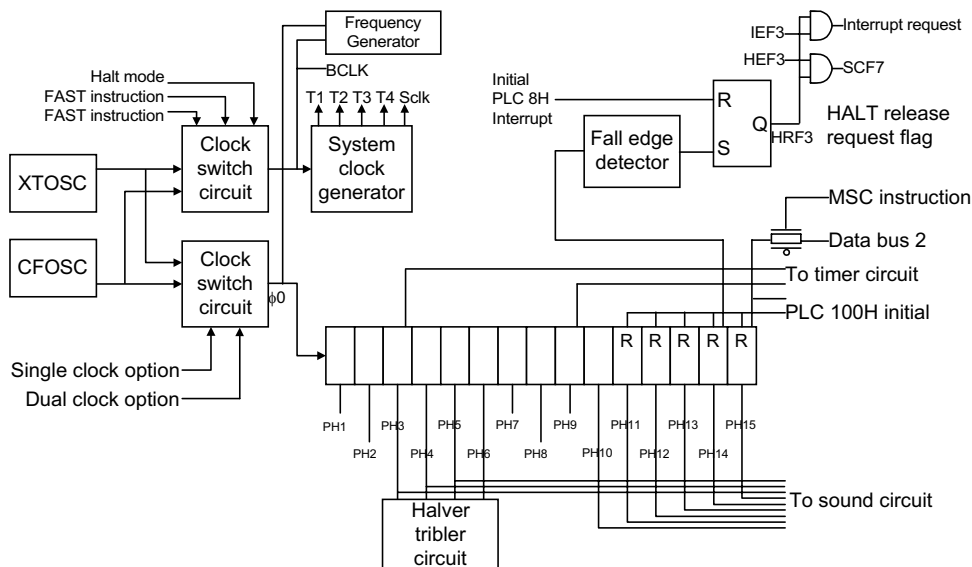 Frequency
Generator
Interrupt request
IEF3
HEF3
SCF7
BCLK
Halt mode
FAST instruction
FAST instruction
T1 T2 T3 T4 Sclk
Initial
PLC 8H
Interrupt
R
Q
S
HRF3
HALT release
request flag
Fall edge
detector
Clock
switch
circuit
System
clock
generator
XTOSC
CFOSC
Clock
switch
circuit
ϕ0
MSC instruction
Data bus 2
To timer circuit
PLC 100H initial
R R R R R
Single clock option
Dual clock option
PH1
PH2
PH3
PH4
PH5
PH6
PH7
PH8
PH9
PH10
PH11
PH12
PH13
PH14
PH15
To sound circuit
Halver
tribler
circuit